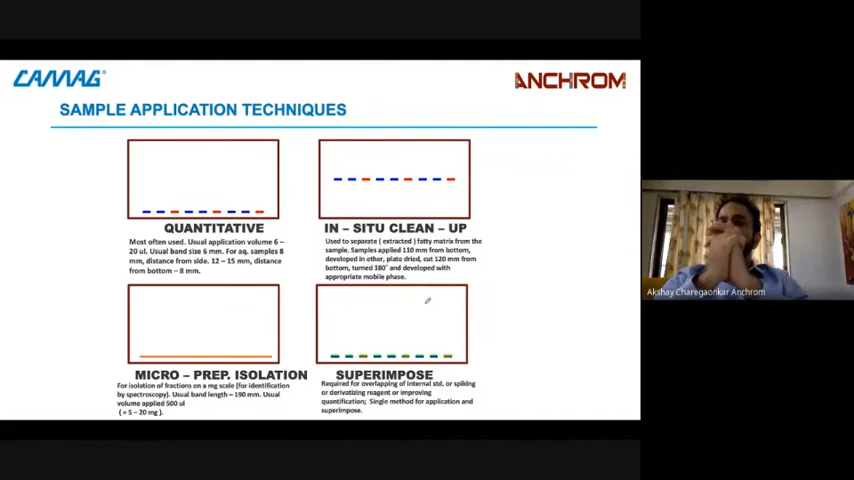 CAMAG®
ANCHROM
SAMPLE APPLICATION TECHNIQUES
QUANTITATIVE
Most often used. Usual application volume 6 –
20 ul. Usual band size 6 mm. For aq. samples 8
mm, distance from side. 12 – 15 mm, distance
from bottom – 8 mm.
IN – SITU CLEAN – UP
Used to separate ( extracted ) fatty matrix from the
sample. Samples applied 110 mm from bottom,
developed in ether, plate dried, cut 120 mm from
bottom, turned 180° and developed with
appropriate mobile phase.
MICRO – PREP. ISOLATION
For isolation of fractions on a mg scale (for identification
by spectroscopy). Usual band length – 190 mm. Usual
volume applied 500 ul
( = 5 – 20 mg ).
SUPERIMPOSE
Required for overlapping of internal std. or spiking
or derivatizing reagent or improving
quantification; Single method for application and
superimpose.
Akshay Charegaonkar Anchrom